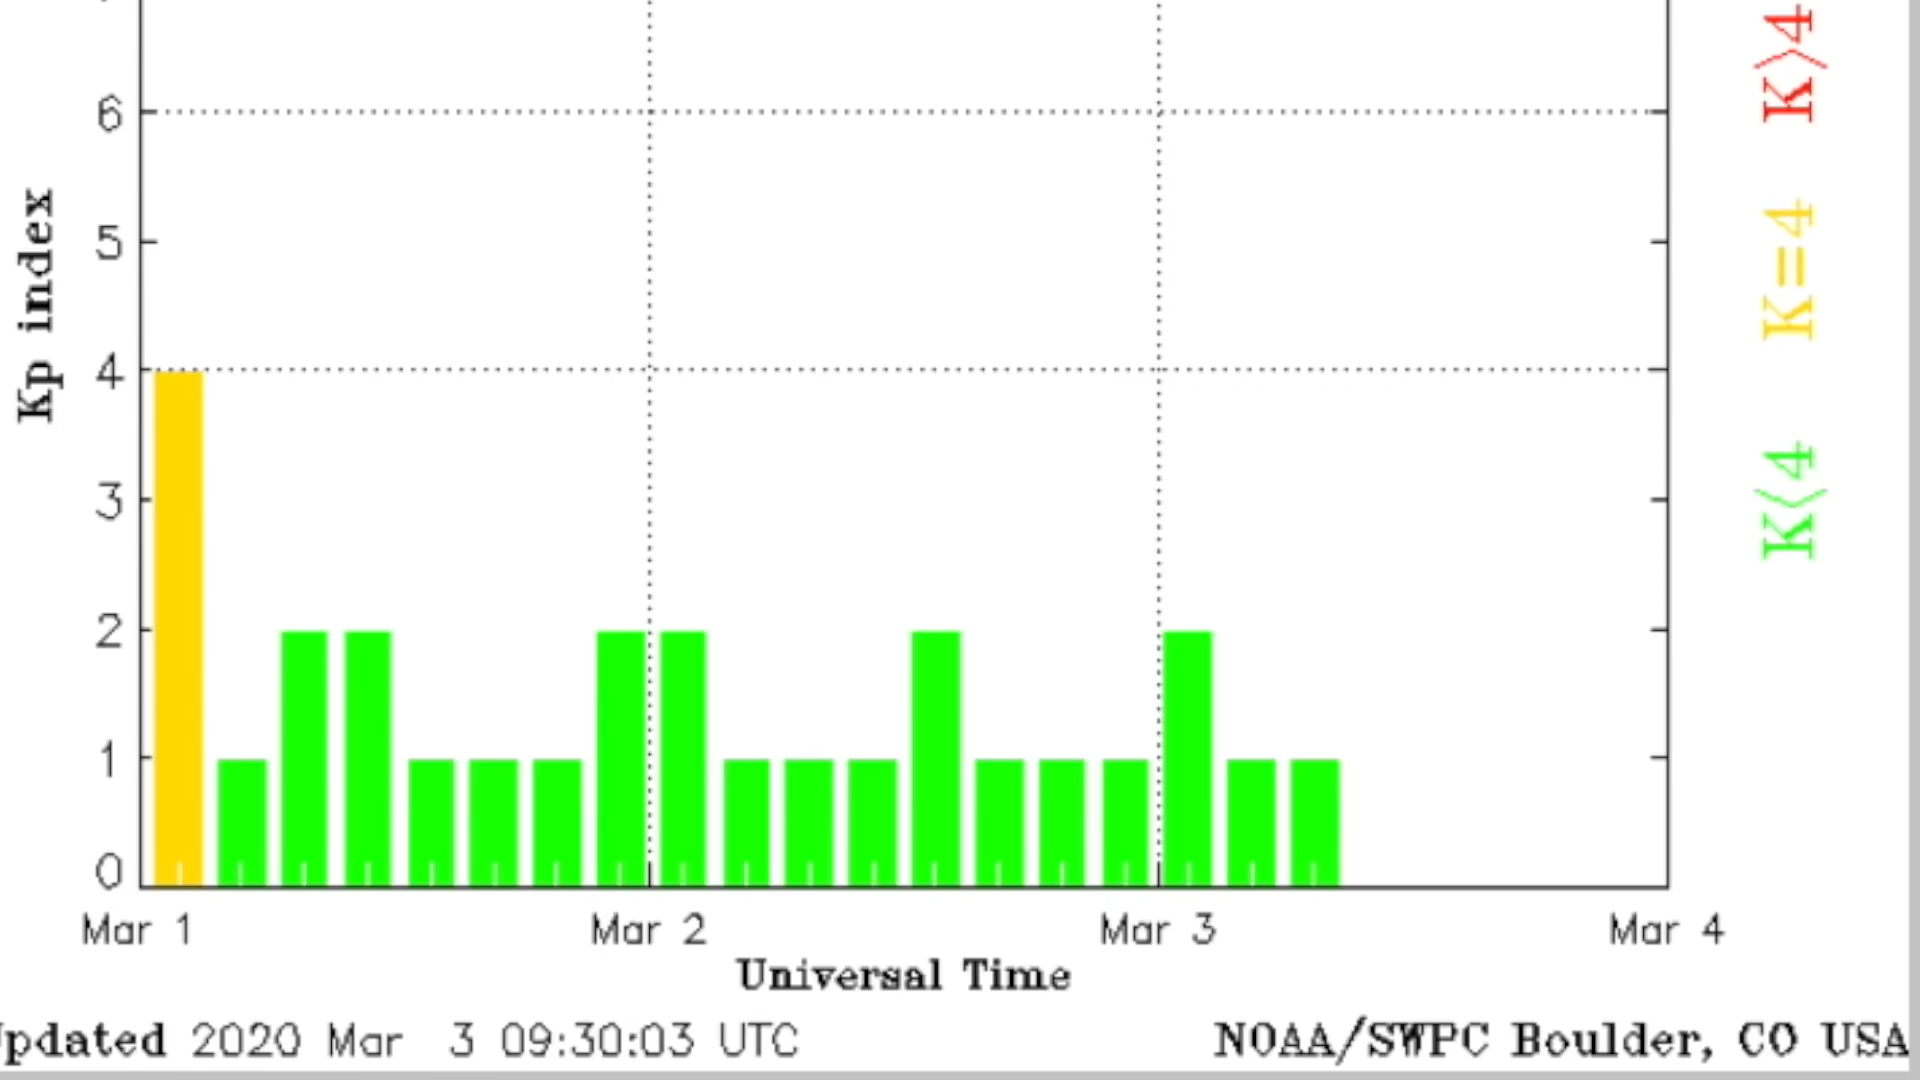 K>4
6
5
K=4
Kp index
4
3
K<4
2
1
0
Mar 1 Mar 2 Mar 3 Mar 4
Universal Time
pdated 2020 Mar 3 09:30:03 UTC NOAA/SWPC Boulder, CO USA